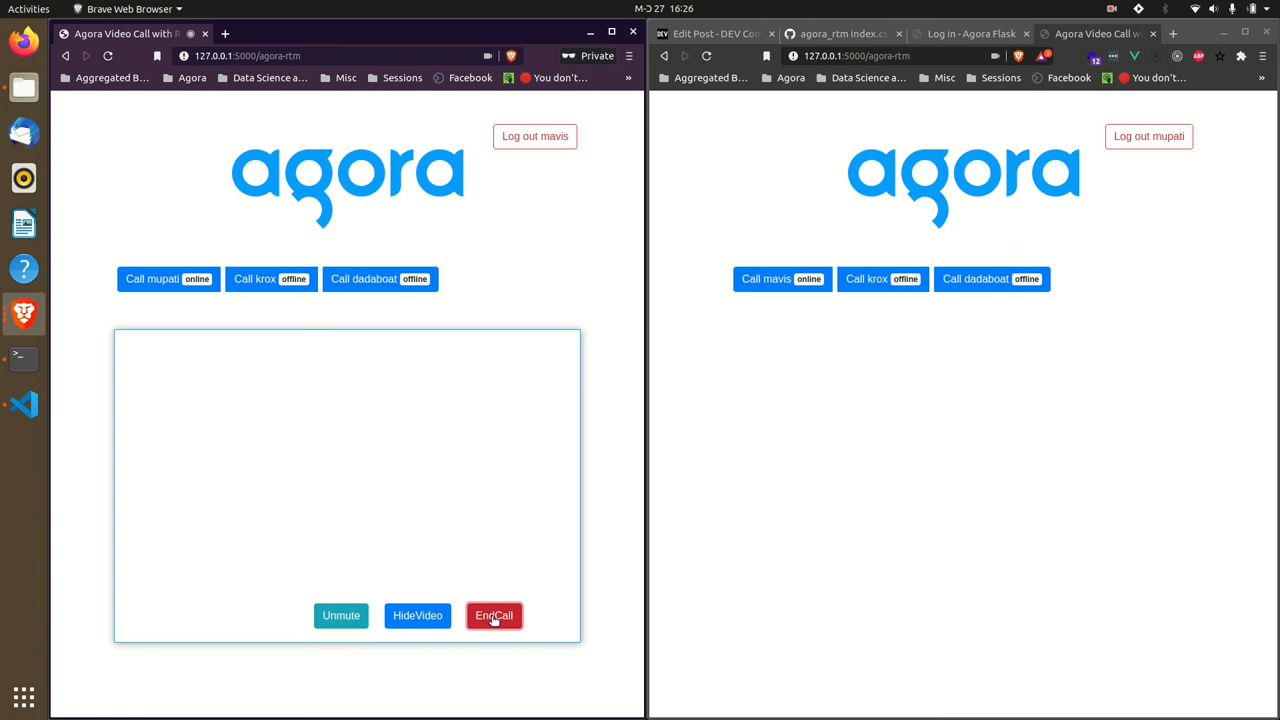 Activities
Brave Web Browser
16:26
Agora Video Call with R
127.0.0.1:5000/agora-rtm
Private
Aggregated B...
Agora
Data Science a...
Misc
Sessions
Facebook
You don't...
»
Log out mavis
agora
Call mupati online
Call krox offline
Call dadaboat offline
Unmute
HideVideo
EndCall
Edit Post - DEV Com
agora_rtm index.cs
Log in - Agora Flask
Agora Video Call wi
127.0.0.1:5000/agora-rtm
12
Aggregated B...
Agora
Data Science a...
Misc
Sessions
Facebook
You don't...
»
Log out mupati
agora
Call mavis online
Call krox offline
Call dadaboat offline